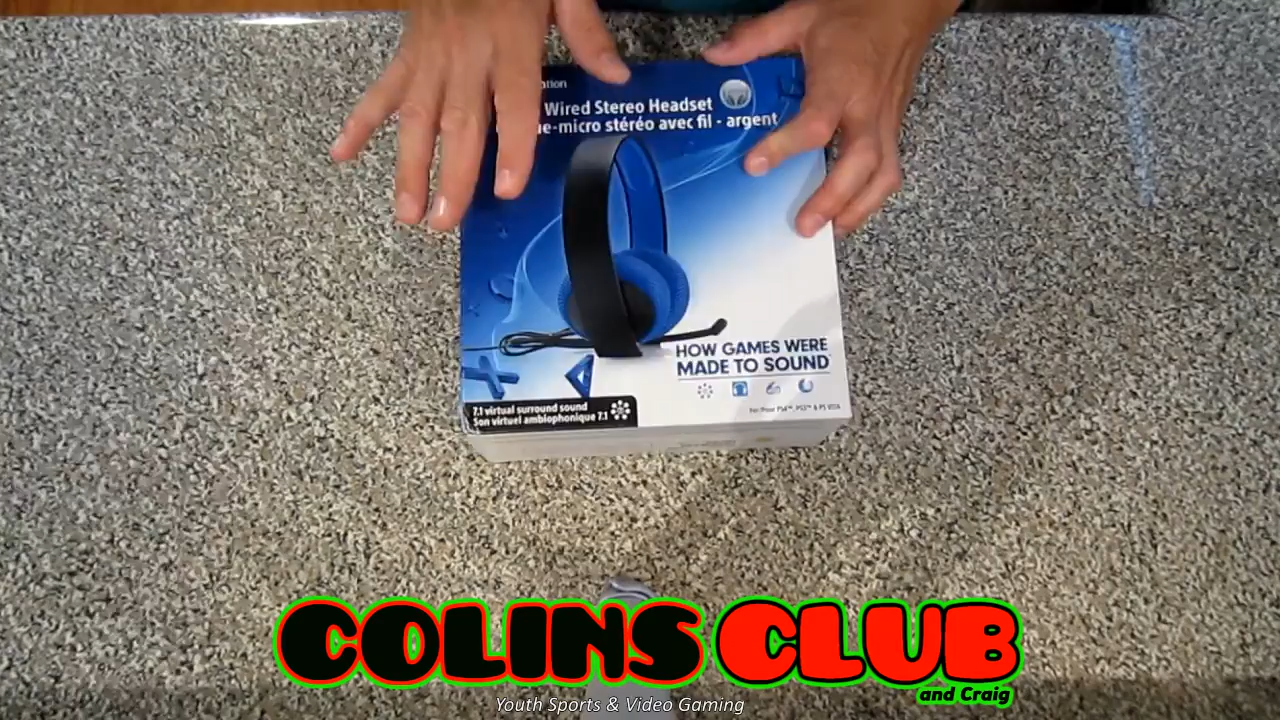 Wired Stereo Headset
stéréo avec fil - argent
HOW GAMES WERE
MADE TO SOUND
7.1 virtual surround sound
Son virtuel ambiophonique 7.1
COLINS CLUB
and Craig
Youth Sports & Video Gaming